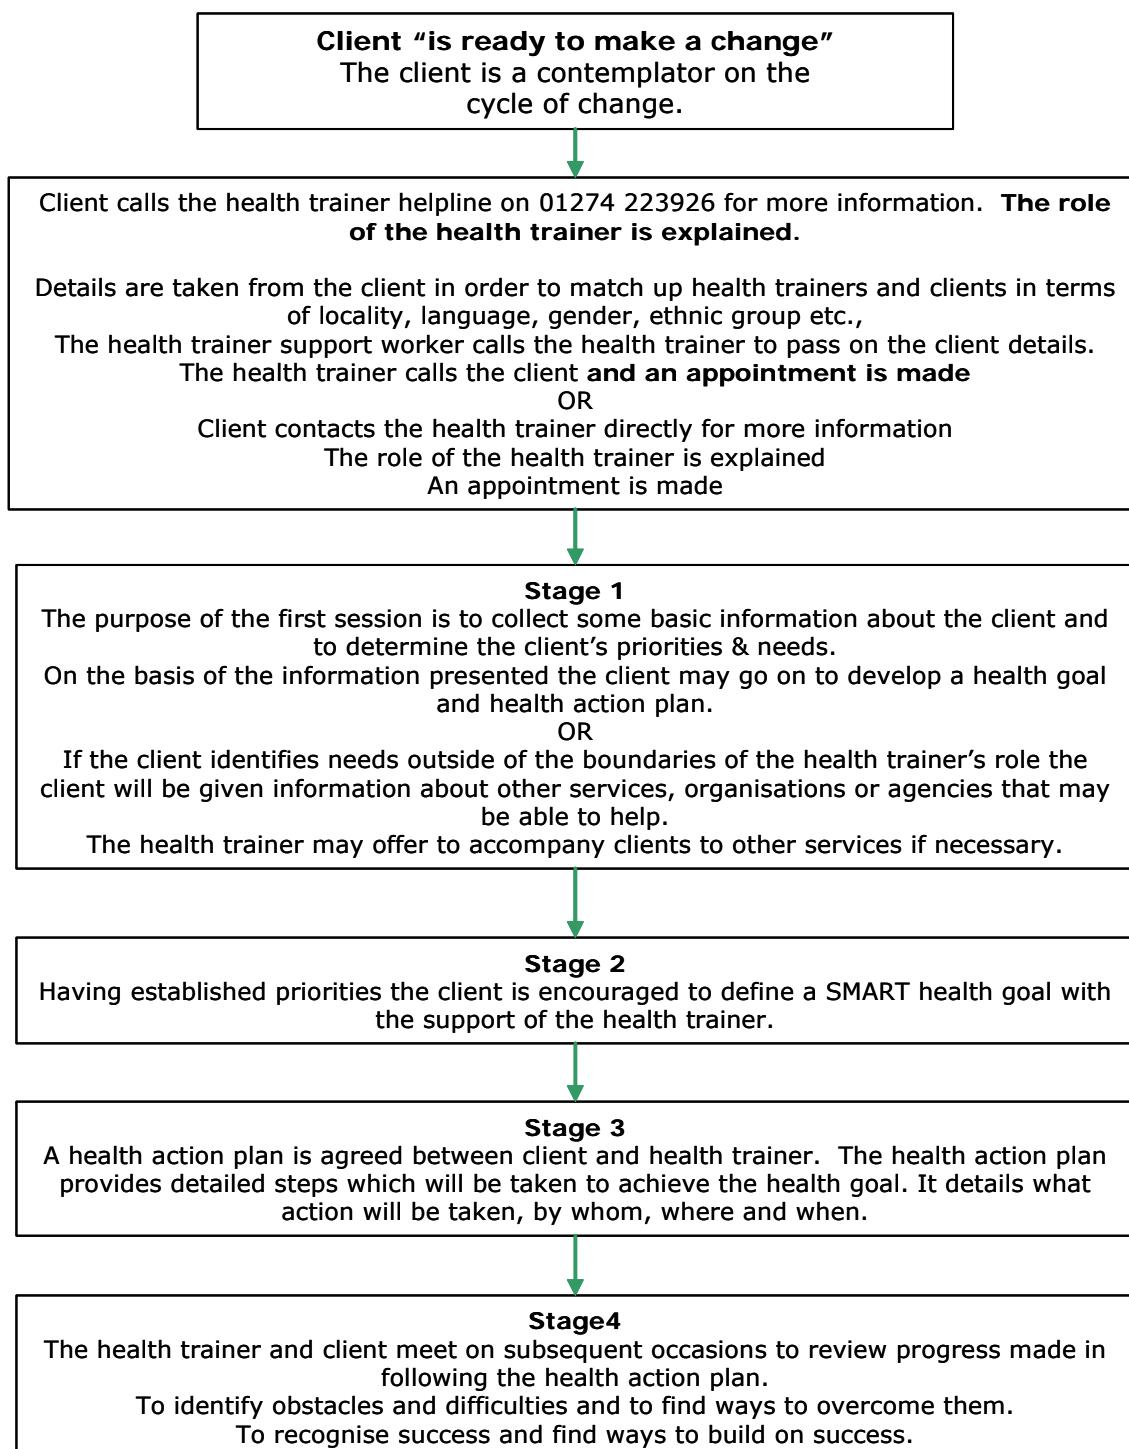 Client “is ready to make a change”
The client is a contemplator on the
cycle of change.
Client calls the health trainer helpline on 01274 223926 for more information.  The role
of the health trainer is explained.
Details are taken from the client in order to match up health trainers and clients in terms
of locality, language, gender, ethnic group etc.,
The health trainer support worker calls the health trainer to pass on the client details.
The health trainer calls the client and an appointment is made
OR
Client contacts the health trainer directly for more information
The role of the health trainer is explained
An appointment is made
Stage 1
The purpose of the first session is to collect some basic information about the client and
to determine the client’s priorities & needs.
On the basis of the information presented the client may go on to develop a health goal
and health action plan.
OR
If the client identifies needs outside of the boundaries of the health trainer’s role the
client will be given information about other services, organisations or agencies that may
be able to help.
The health trainer may offer to accompany clients to other services if necessary.
Stage 2
Having established priorities the client is encouraged to define a SMART health goal with
the support of the health trainer.
Stage 3
A health action plan is agreed between client and health trainer.  The health action plan
provides detailed steps which will be taken to achieve the health goal. It details what
action will be taken, by whom, where and when.
Stage4
The health trainer and client meet on subsequent occasions to review progress made in
following the health action plan.
To identify obstacles and difficulties and to find ways to overcome them.
To recognise success and find ways to build on success.